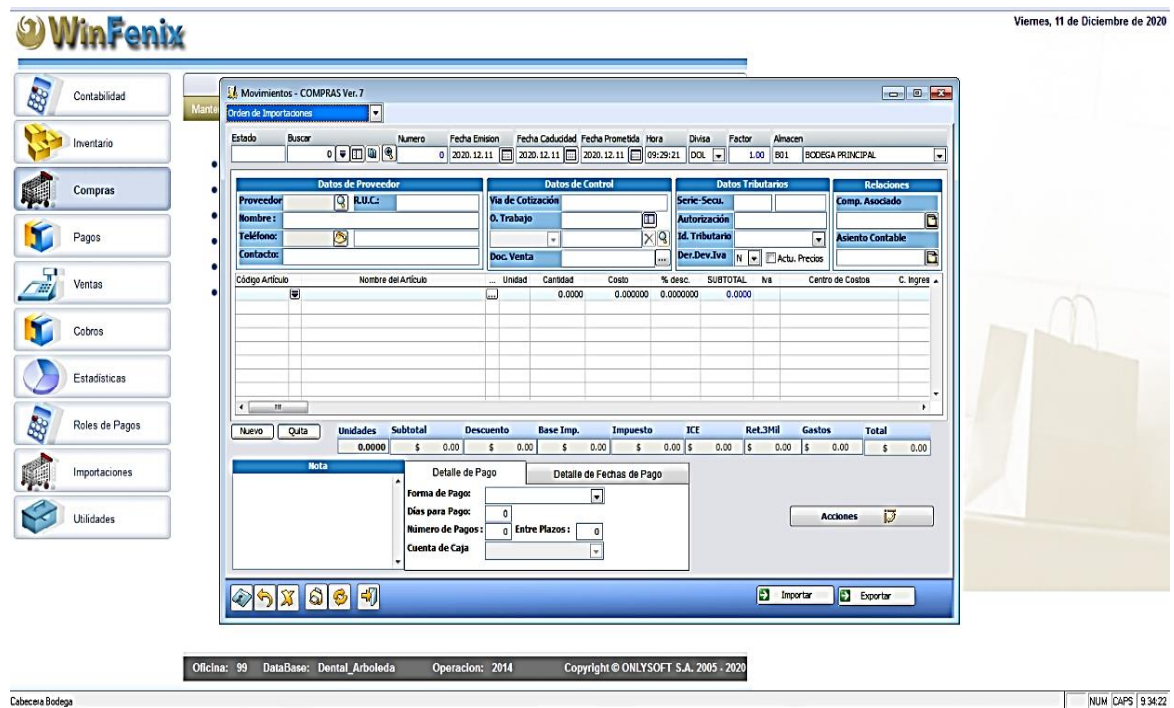 WinFenix
Viernes, 11 de Diciembre de 2020
Contabilidad
Inventario
Compras
Pagos
Ventas
Cobros
Estadísticas
Roles de Pagos
Importaciones
Utilidades
Movimientos - COMPRAS Ver. 7
Orden de Importaciones
Estado Buscar Numero Fecha Emision Fecha Caducidad Fecha Prometida Hora Divisa Factor Almacen
0 0 2020.12.11 2020.12.11 2020.12.11 09:29:21 DOL 1.00 B01 BODEGA PRINCIPAL
Datos de Proveedor Datos de Control Datos Tributarios Relaciones
Proveedor R.U.C.: Via de Cotización Serie-Secu. Comp. Asociado
Nombre : O. Trabajo Autorización
Teléfono: Id. Tributario Asiento Contable
Contacto: Doc. Venta ... Der.Dev.Iva N Actu. Precios
Código Artículo Nombre del Artículo ... Unidad Cantidad Costo % desc. SUBTOTAL Iva Centro de Costos C. Ingres
... 0.0000 0.000000 0.0000000 0.0000
Nuevo Quita Unidades Subtotal Descuento Base Imp. Impuesto ICE Ret.3Mil Gastos Total
0.0000 $ 0.00 $ 0.00 $ 0.00 $ 0.00 $ 0.00 $ 0.00 $ 0.00 $ 0.00
Nota Detalle de Pago Detalle de Fechas de Pago
Forma de Pago:
Días para Pago: 0
Número de Pagos : 0 Entre Plazos : 0
Cuenta de Caja
Acciones
Importar Exportar
Oficina: 99 DataBase: Dental_Arboleda Operacion: 2014 Copyright © ONLYSOFT S.A. 2005 - 2020
Cabecera Bodega NUM CAPS 9:34:22